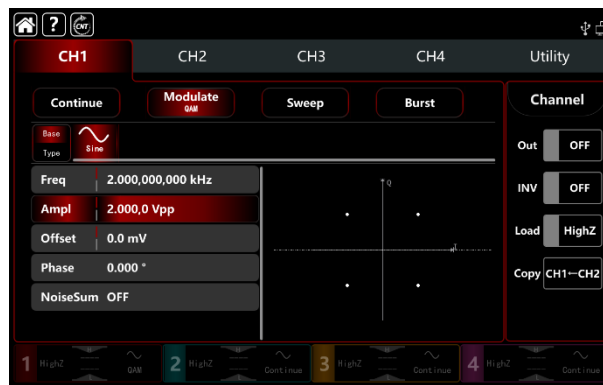 ? CNT
CH1 CH2 CH3 CH4 Utility
Continue Modulate QAM Sweep Burst Channel
Base Type Sine
Out OFF
Freq 2.000,000,000 kHz
Q
INV OFF
Ampl 2.000,0 Vpp
Load HighZ
Offset 0.0 mV
I
Phase 0.000 °
Copy CH1←CH2
NoiseSum OFF
1 HighZ QAM 2 HighZ Continue 3 HighZ Continue 4 HighZ Continue